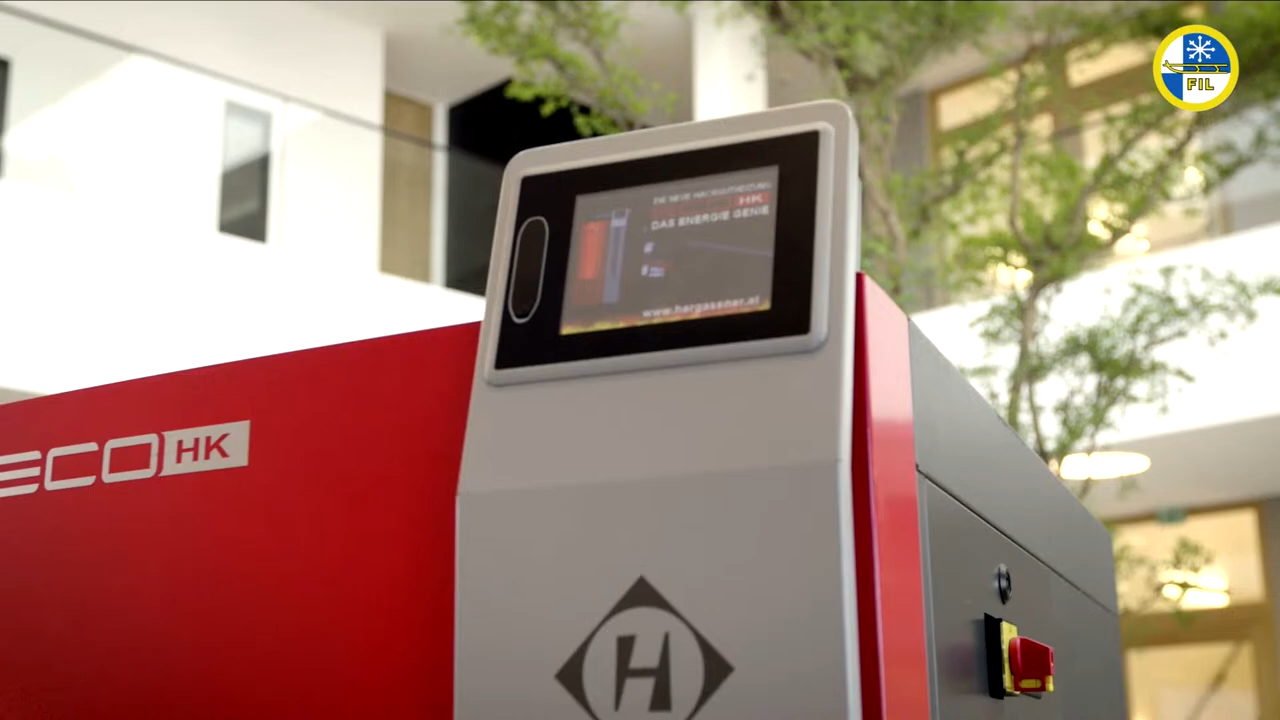 FIL
DIE NEUE HACKGUTHEIZUNG
HK
DAS ENERGIE GENIE
www.hargassner.at
ECO HK
H